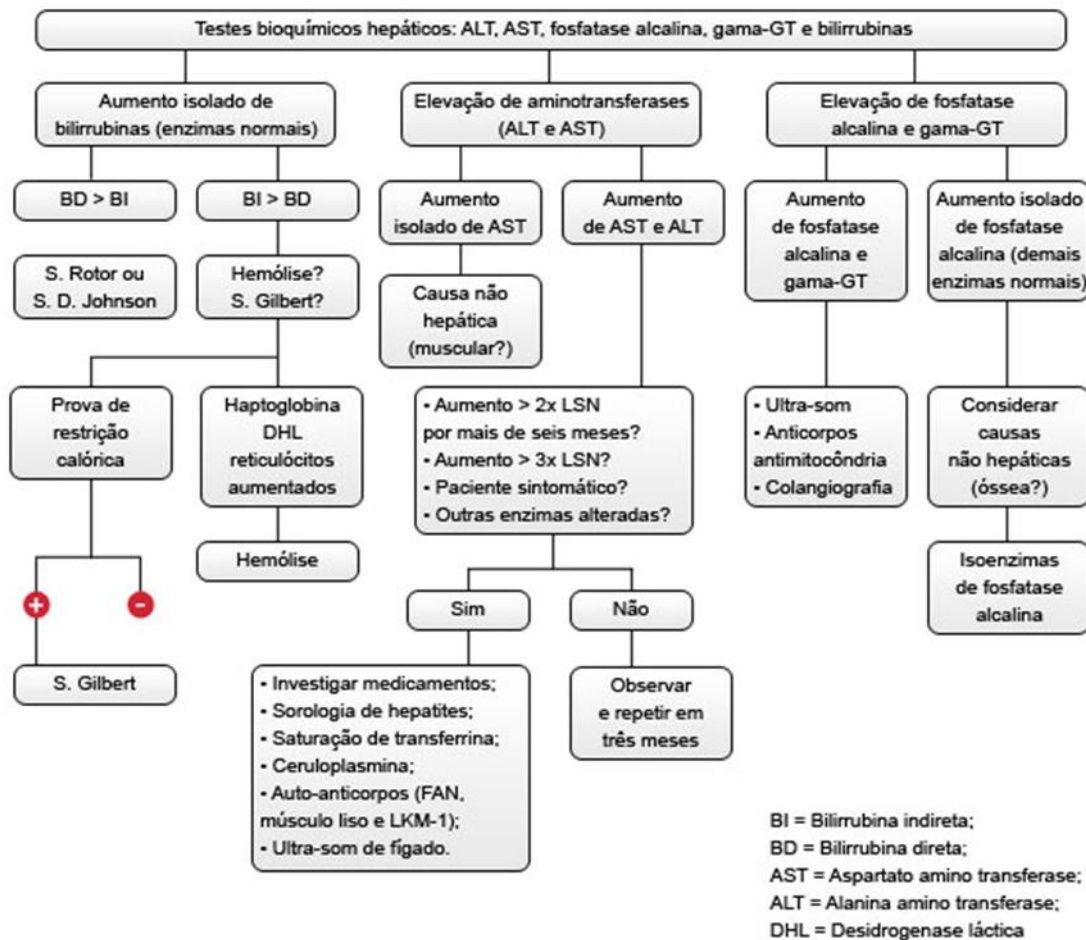 Testes bioquímicos hepáticos: ALT, AST, fosfatase alcalina, gama-GT e bilirrubinas
Aumento isolado de
bilirrubinas (enzimas normais)
BD > BI
S. Rotor ou
S. D. Johnson
BI > BD
Hemólise?
S. Gilbert?
Prova de
restrição
calórica
+
-
S. Gilbert
Haptoglobina
DHL
reticulócitos
aumentados
Hemólise
Elevação de aminotransferases
(ALT e AST)
Aumento
isolado de AST
Causa não
hepática
(muscular?)
Aumento
de AST e ALT
- Aumento > 2x LSN
por mais de seis meses?
- Aumento > 3x LSN?
- Paciente sintomático?
- Outras enzimas alteradas?
Sim
- Investigar medicamentos;
- Sorologia de hepatites;
- Saturação de transferrina;
- Ceruloplasmina;
- Auto-anticorpos (FAN,
músculo liso e LKM-1);
- Ultra-som de fígado.
Não
Observar
e repetir em
três meses
Elevação de fosfatase
alcalina e gama-GT
Aumento
de fosfatase
alcalina e
gama-GT
- Ultra-som
- Anticorpos
antimitocôndria
- Colangiografia
Aumento isolado
de fosfatase
alcalina (demais
enzimas normais)
Considerar
causas
não hepáticas
(óssea?)
Isoenzimas
de fosfatase
alcalina
BI = Bilirrubina indireta;
BD = Bilirrubina direta;
AST = Aspartato amino transferase;
ALT = Alanina amino transferase;
DHL = Desidrogenase láctica